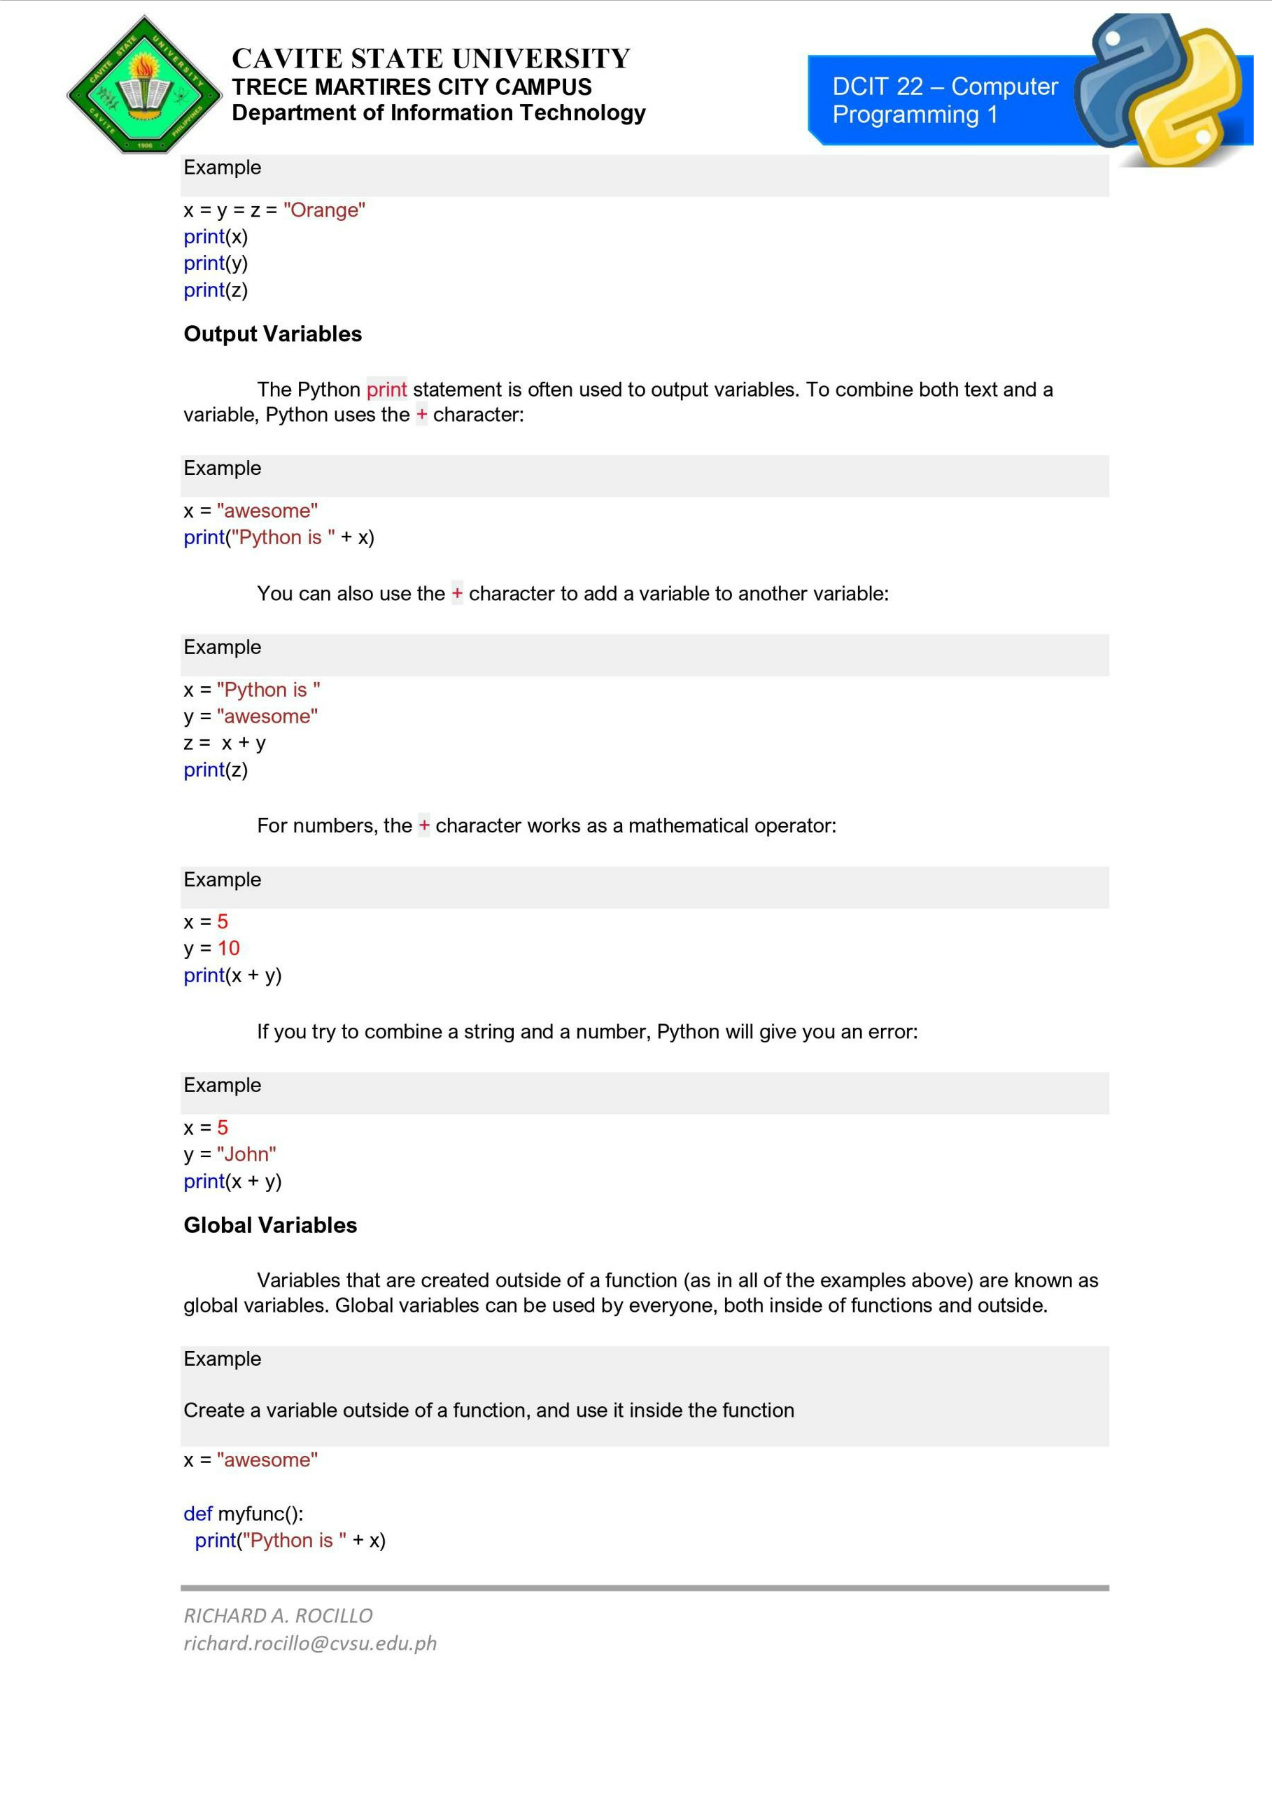 CAVITE STATE UNIVERSITY
TRECE MARTIRES CITY CAMPUS
Department of Information Technology
DCIT 22 – Computer
Programming 1
CAVITE STATE UNIVERSITY
CAVITE
PHILIPPINES
1906
Example
x = y = z = "Orange"
print(x)
print(y)
print(z)
Output Variables
The Python print statement is often used to output variables. To combine both text and a
variable, Python uses the + character:
Example
x = "awesome"
print("Python is " + x)
You can also use the + character to add a variable to another variable:
Example
x = "Python is "
y = "awesome"
z =  x + y
print(z)
For numbers, the + character works as a mathematical operator:
Example
x = 5
y = 10
print(x + y)
If you try to combine a string and a number, Python will give you an error:
Example
x = 5
y = "John"
print(x + y)
Global Variables
Variables that are created outside of a function (as in all of the examples above) are known as
global variables. Global variables can be used by everyone, both inside of functions and outside.
Example
Create a variable outside of a function, and use it inside the function
x = "awesome"
def myfunc():
  print("Python is " + x)
RICHARD A. ROCILLO
richard.rocillo@cvsu.edu.ph